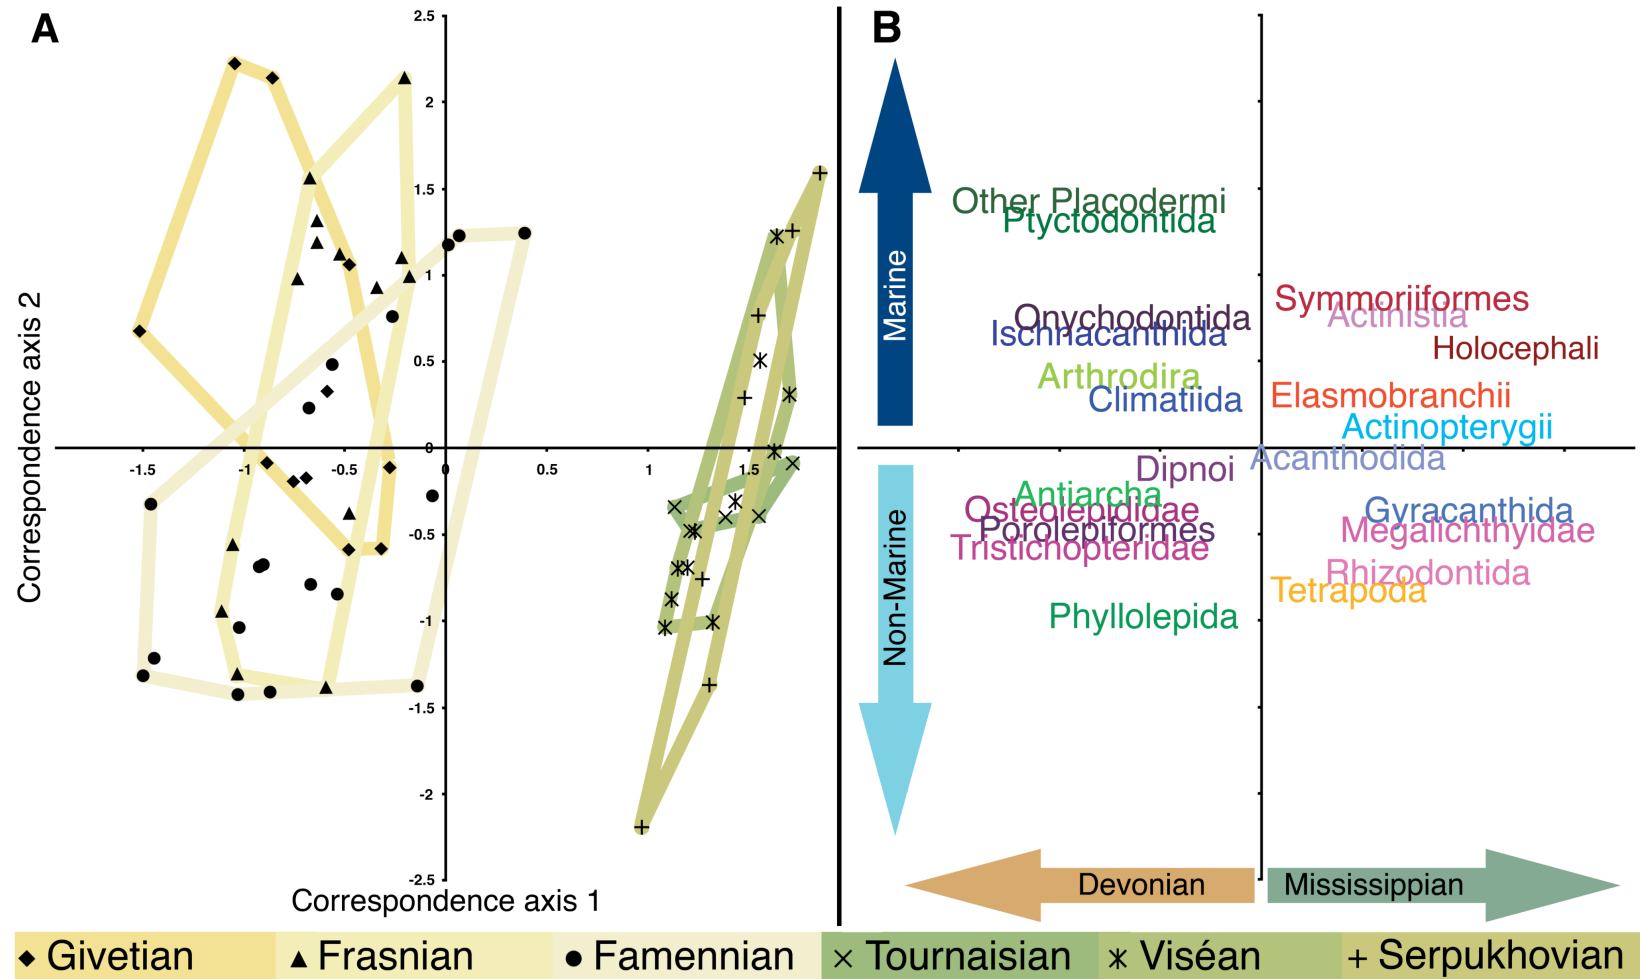 A
B
2.5
2
1.5
1
0.5
0
-0.5
-1
-1.5
-2
-2.5
-1.5
-1
-0.5
0
0.5
1
1.5
Correspondence axis 2
Correspondence axis 1
Marine
Non-Marine
Other Placodermi
Ptyctodontida
Symmoriiformes
Actinistia
Onychodontida
Ischnacanthida
Holocephali
Arthrodira
Climatiida
Elasmobranchii
Actinopterygii
Acanthodida
Dipnoi
Antiarcha
Osteolepididae
Porolepiformes
Tristichopteridae
Gyracanthida
Megalichthyidae
Rhizodontida
Tetrapoda
Phyllolepida
Devonian
Mississippian
Givetian
Frasnian
Famennian
Tournaisian
Viséan
Serpukhovian